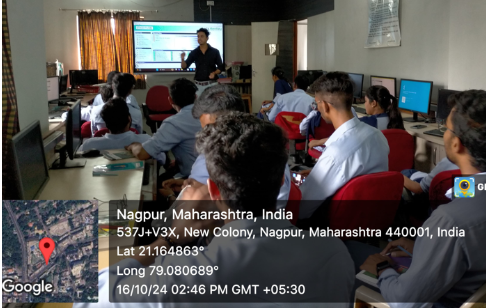 Nagpur, Maharashtra, India
537J+V3X, New Colony, Nagpur, Maharashtra 440001, India
Lat 21.164863°
Long 79.080689°
16/10/24 02:46 PM GMT +05:30
Google